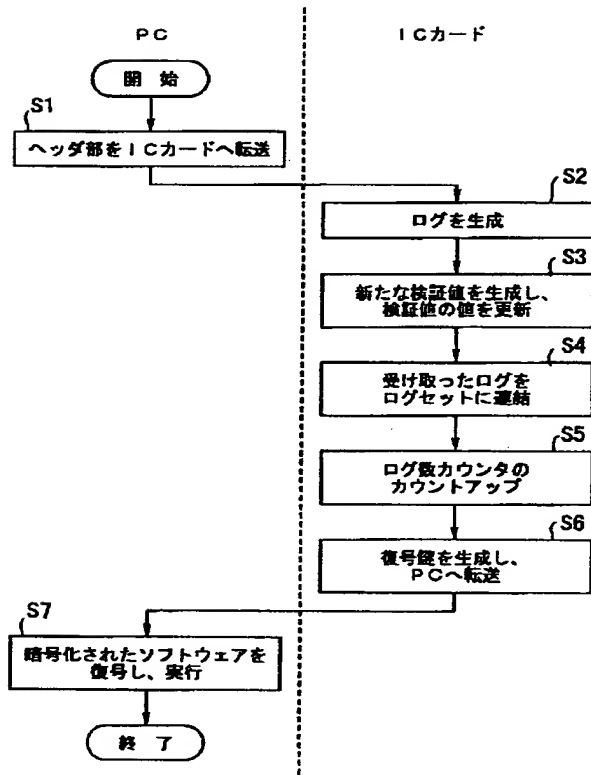 PC
ICカード
開始
S1
ヘッダ部をICカードへ転送
S2
ログを生成
S3
新たな検証値を生成し、
検証値の値を更新
S4
受け取ったログを
ログセットに連結
S5
ログ数カウンタの
カウントアップ
S6
復号鍵を生成し、
PCへ転送
S7
暗号化されたソフトウェアを
復号し、実行
終了